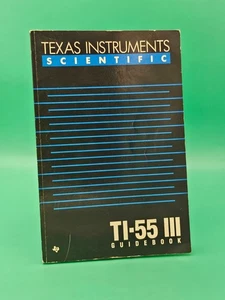 TEXAS INSTRUMENTS
SCIENTIFIC
TI-55 III
GUIDEBOOK